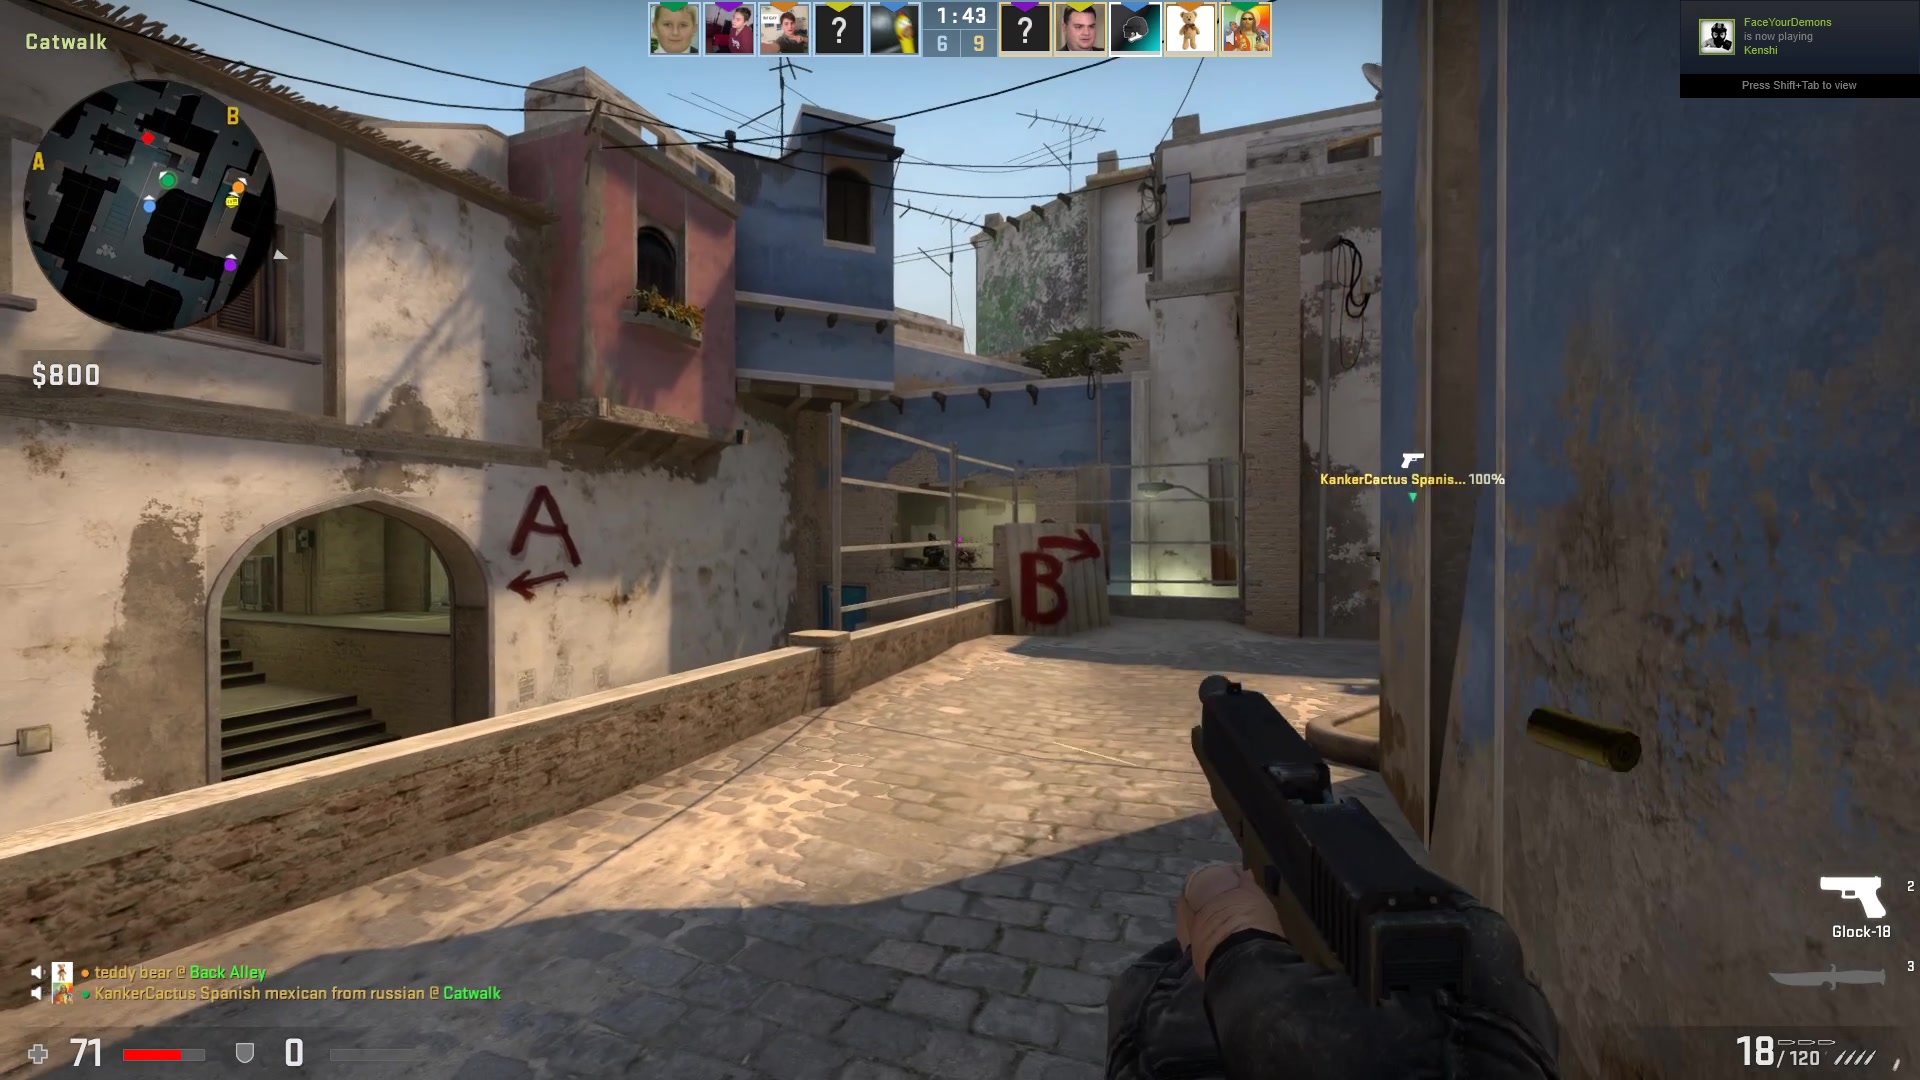 Catwalk
B
A
$800
?
1:43
6 9
?
FaceYourDemons
is now playing
Kenshi
Press Shift+Tab to view
KankerCactus Spanis... 100%
A
B
2
Glock-18
3
teddy bear @ Back Alley
KankerCactus Spanish mexican from russian @ Catwalk
71
0
18/120